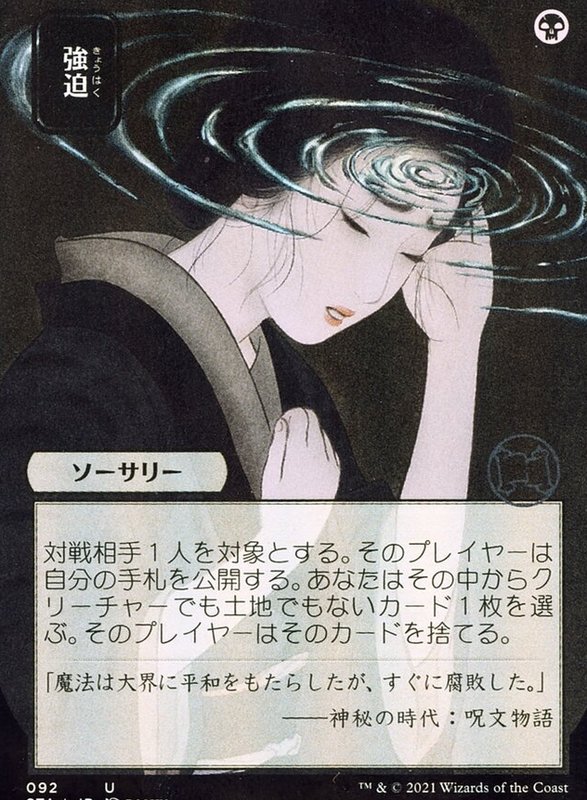 強迫
きょうはく
ソーサリー
対戦相手1人を対象とする。そのプレイヤーは
自分の手札を公開する。あなたはその中からク
リーチャーでも土地でもないカード1枚を選
ぶ。そのプレイヤーはそのカードを捨てる。
「魔法は大界に平和をもたらしたが、すぐに腐敗した。」
——神秘の時代：呪文物語
092 U
™ & © 2021 Wizards of the Coast